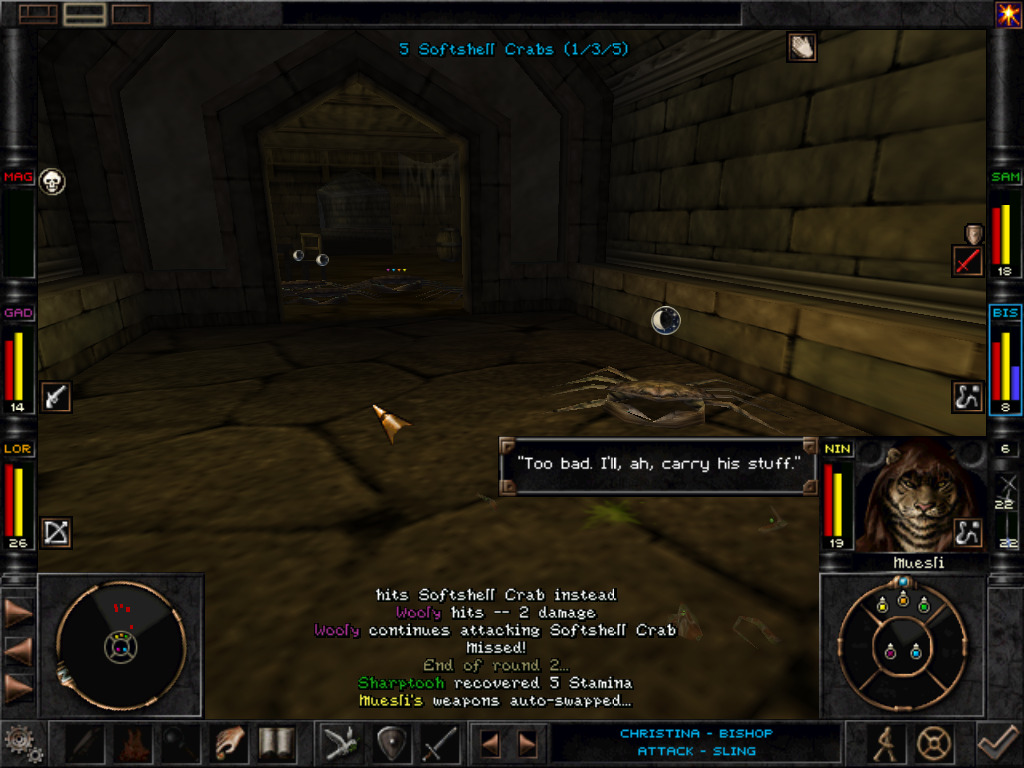 5 Softshell Crabs (1/3/5)
MAG
SAM
18
GAD
BIS
14
8
LOR
"Too bad. I'll, ah, carry his stuff."
NIN
6
22
26
19
22
Muesli
hits Softshell Crab instead
Woofy hits -- 2 damage
Woofy continues attacking Softshell Crab
Missed!
End of round 2...
Sharptooh recovered 5 Stamina
Muesli's weapons auto-swapped...
CHRISTINA - BISHOP
ATTACK - SLING